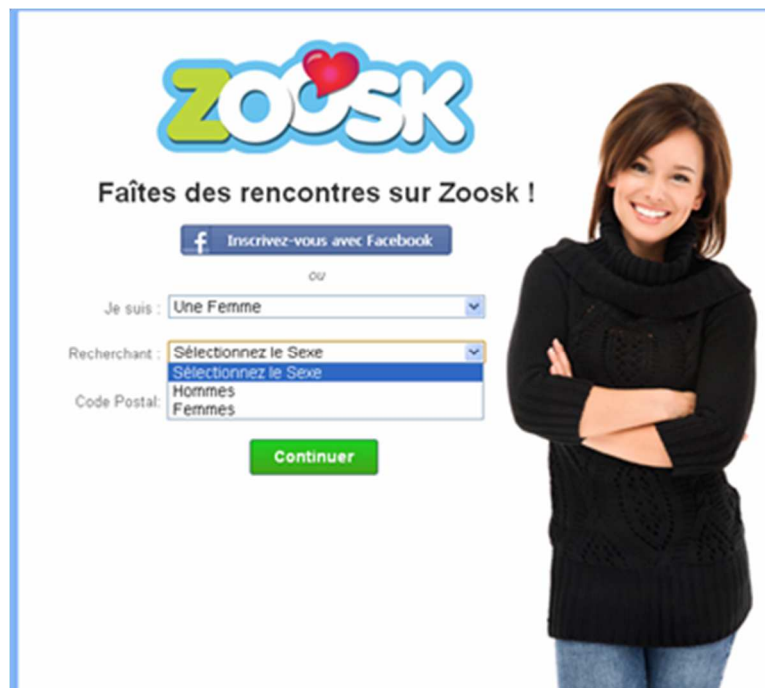 ZOOSK
Faîtes des rencontres sur Zoosk !
f Inscrivez-vous avec Facebook
ou
Je suis : Une Femme
Recherchant : Sélectionnez le Sexe
Sélectionnez le Sexe
Hommes
Code Postal:
Femmes
Continuer